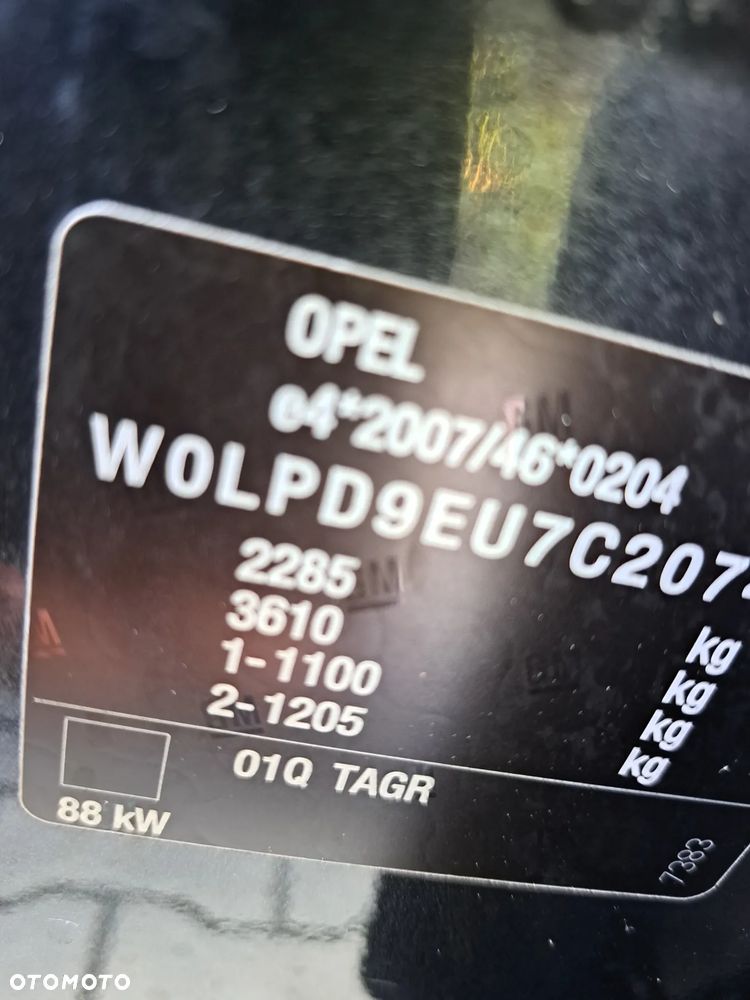 OPEL
e4*2007/46*0204
W0LPD9EU7C207
2285 kg
3610 kg
1-1100 kg
2-1205 kg
01Q TAGR
88 kW
7383
OTOMOTO